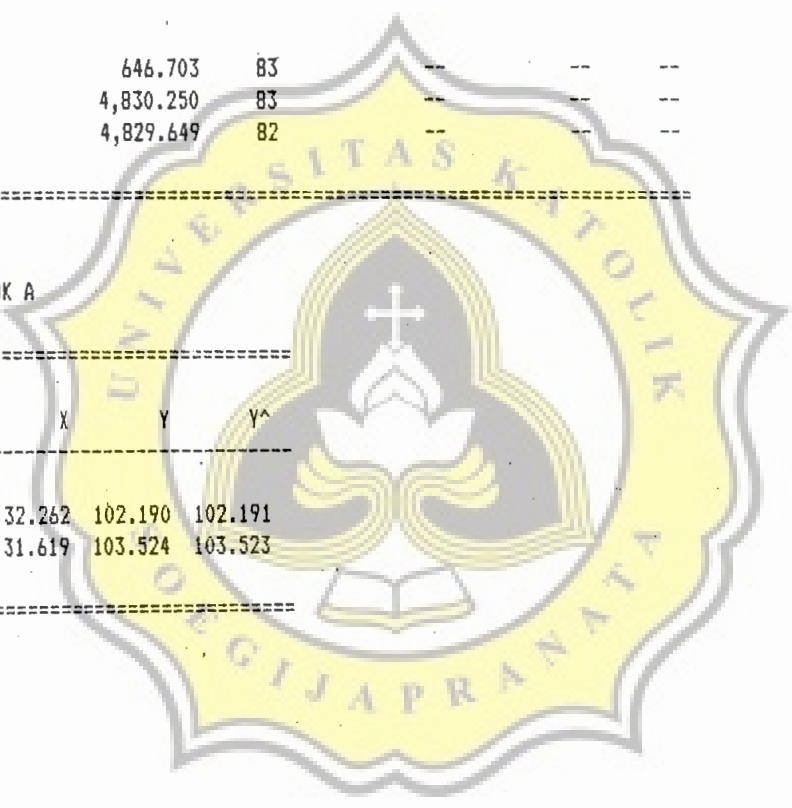 646.703 83 -- -- --
4,830.250 83 -- -- --
4,829.649 82 -- -- --
UNIVERSITAS KATOLIK
K A
X Y Y^
32.262 102.190 102.191
31.619 103.524 103.523
SOEGIJAPRANATA